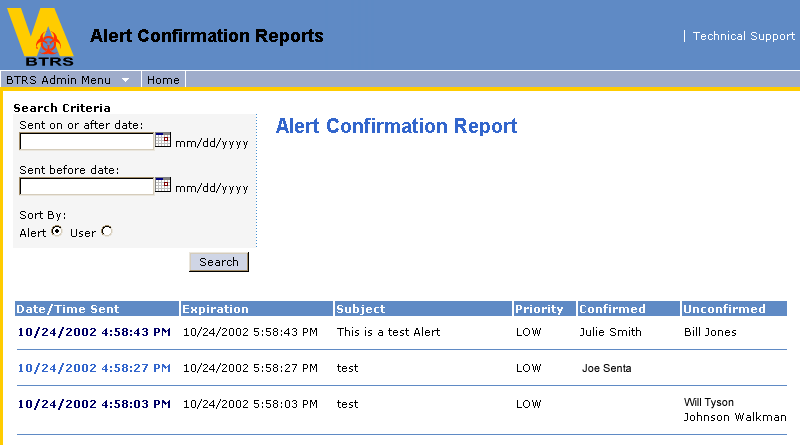 VA
BTRS
Alert Confirmation Reports
| Technical Support
BTRS Admin Menu Home
Search Criteria
Sent on or after date:
mm/dd/yyyy
Sent before date:
mm/dd/yyyy
Sort By:
Alert User
Search
Alert Confirmation Report
Date/Time Sent Expiration Subject Priority Confirmed Unconfirmed
10/24/2002 4:58:43 PM 10/24/2002 5:58:43 PM This is a test Alert LOW Julie Smith Bill Jones
10/24/2002 4:58:27 PM 10/24/2002 5:58:27 PM test LOW Joe Senta
10/24/2002 4:58:03 PM 10/24/2002 5:58:03 PM test LOW Will Tyson
Johnson Walkman